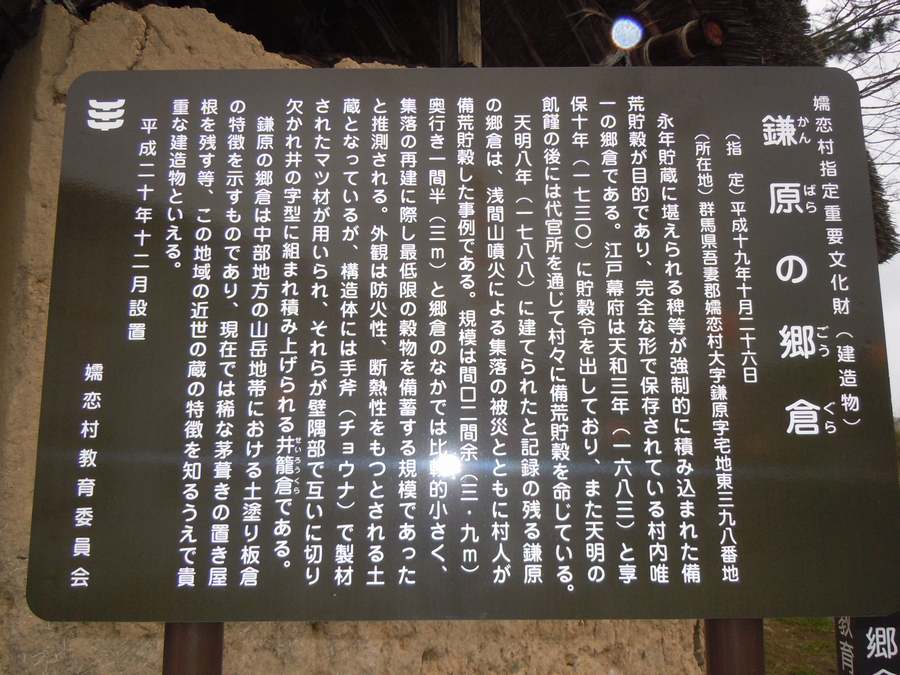 嬬恋村指定重要文化財（建造物）
鎌原の郷倉
かん ばら ごう くら
（指　定）平成十九年十月二十六日
（所在地）群馬県吾妻郡嬬恋村大字鎌原字宅地東三九八番地
永年貯蔵に堪えられる稗等が強制的に積み込まれた備
荒貯穀が目的であり、完全な形で保存されている村内唯
一の郷倉である。江戸幕府は天和三年（一六八三）と享
保十年（一七三〇）に貯穀令を出しており、また天明の
飢饉の後には代官所を通じて村々に備荒貯穀を命じている。
天明八年（一七八八）に建てられたと記録の残る鎌原
の郷倉は、浅間山噴火による集落の被災とともに村人が
備荒貯穀した事例である。規模は間口二間余（三・九ｍ）
奥行き一間半（三ｍ）と郷倉のなかでは比較的小さく、
集落の再建に際し最低限の穀物を備蓄する規模であった
と推測される。外観は防火性、断熱性をもつとされる土
蔵となっているが、構造体には手斧（チョウナ）で製材
されたマツ材が用いられ、それらが壁隅部で互いに切り
欠かれ井の字型に組まれ積み上げられる井籠倉である。
せいろうくら
鎌原の郷倉は中部地方の山岳地帯における土塗り板倉
の特徴を示すものであり、現在では稀な茅葺きの置き屋
根を残す等、この地域の近世の蔵の特徴を知るうえで貴
重な建造物といえる。
平成二十年十二月設置
嬬恋村教育委員会
教育
郷倉